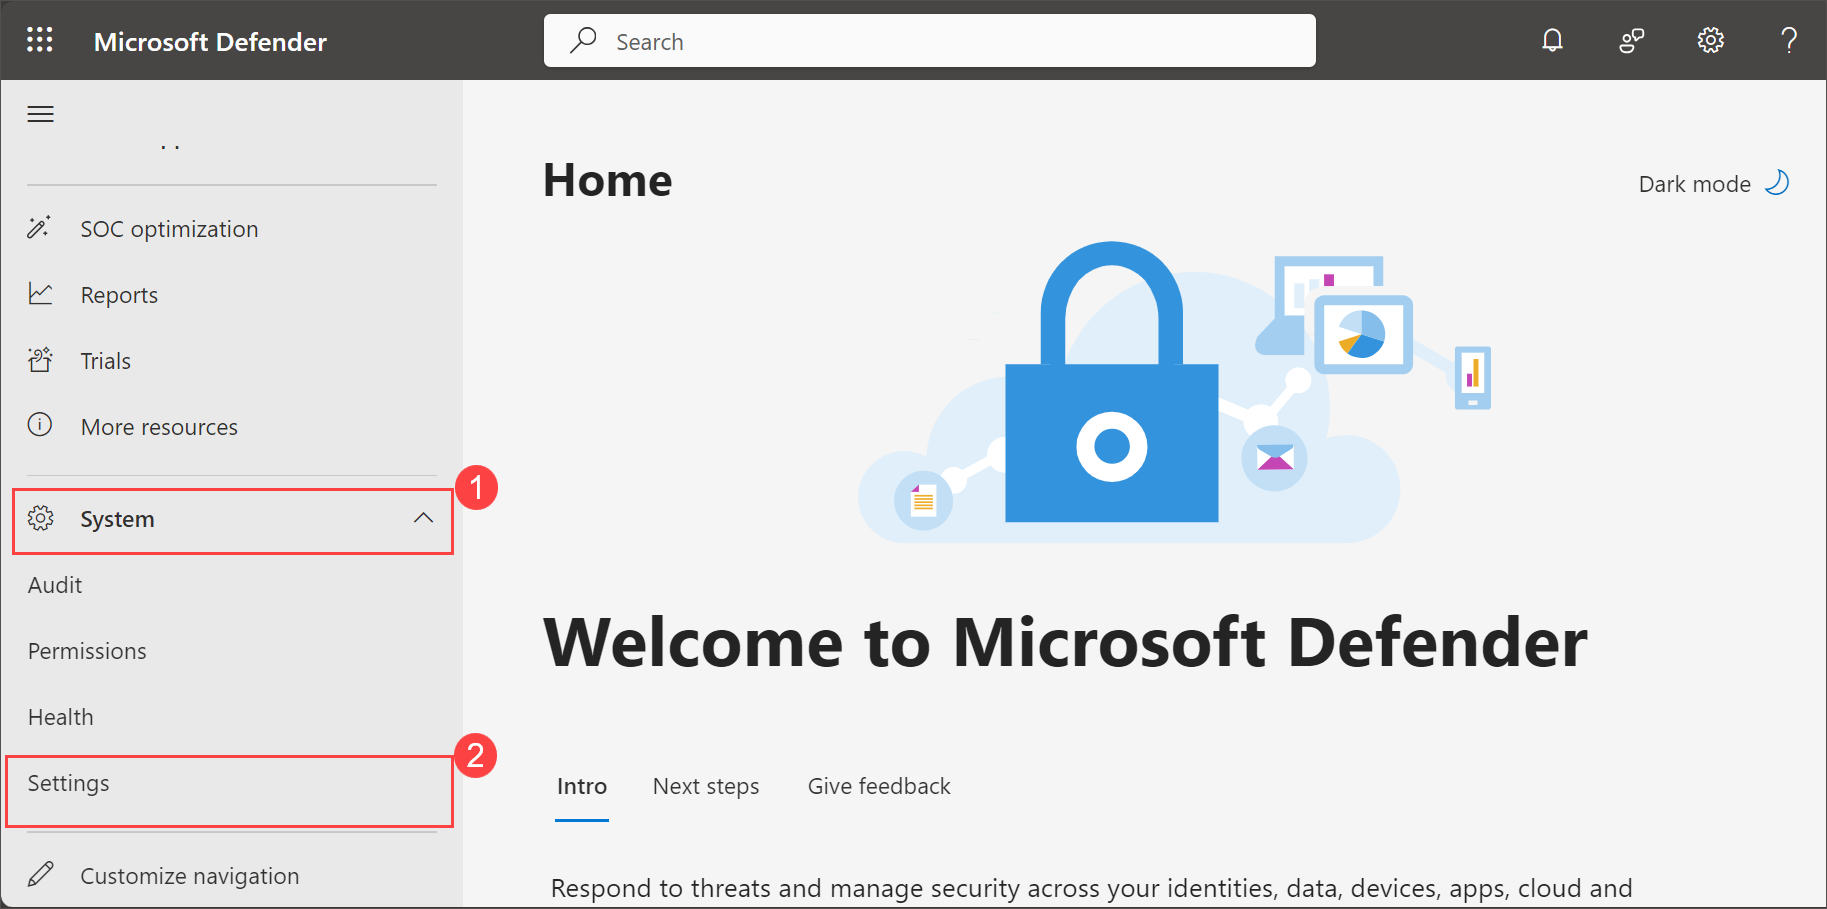 Microsoft Defender
Search
SOC optimization
Reports
Trials
More resources
1
System
Audit
Permissions
Health
2
Settings
Customize navigation
Home
Dark mode
Welcome to Microsoft Defender
Intro Next steps Give feedback
Respond to threats and manage security across your identities, data, devices, apps, cloud and